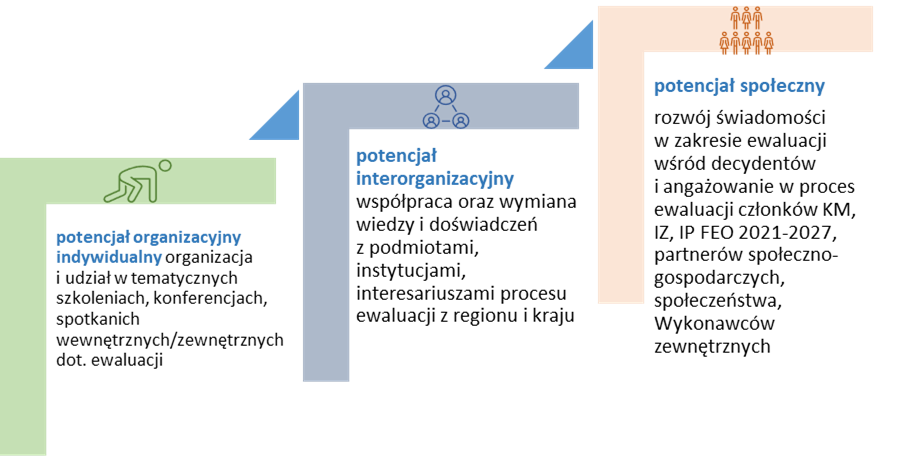 potencjał organizacyjny
indywidualny organizacja
i udział w tematycznych
szkoleniach, konferencjach,
spotkanich
wewnętrznych/zewnętrznych
dot. ewaluacji
potencjał
interorganizacyjny
współpraca oraz wymiana
wiedzy i doświadczeń
z podmiotami,
instytucjami,
interesariuszami procesu
ewaluacji z regionu i kraju
potencjał społeczny
rozwój świadomości
w zakresie ewaluacji
wśród decydentów
i angażowanie w proces
ewaluacji członków KM,
IZ, IP FEO 2021-2027,
partnerów społeczno-
gospodarczych,
społeczeństwa,
Wykonawców
zewnętrznych